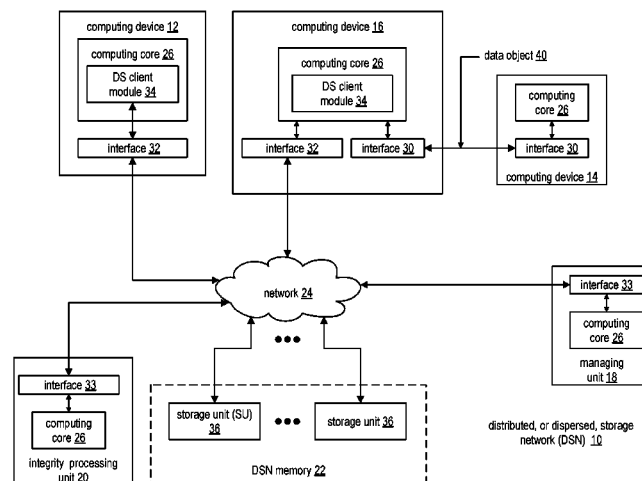 computing device 12
computing core 26
DS client
module 34
interface 32
computing device 16
computing core 26
DS client
module 34
interface 32
interface 30
data object 40
computing
core 26
interface 30
computing device 14
network 24
interface 33
computing
core 26
managing
unit 18
interface 33
computing
core 26
integrity processing
unit 20
storage unit (SU)
36
storage unit 36
DSN memory 22
distributed, or dispersed, storage
network (DSN) 10